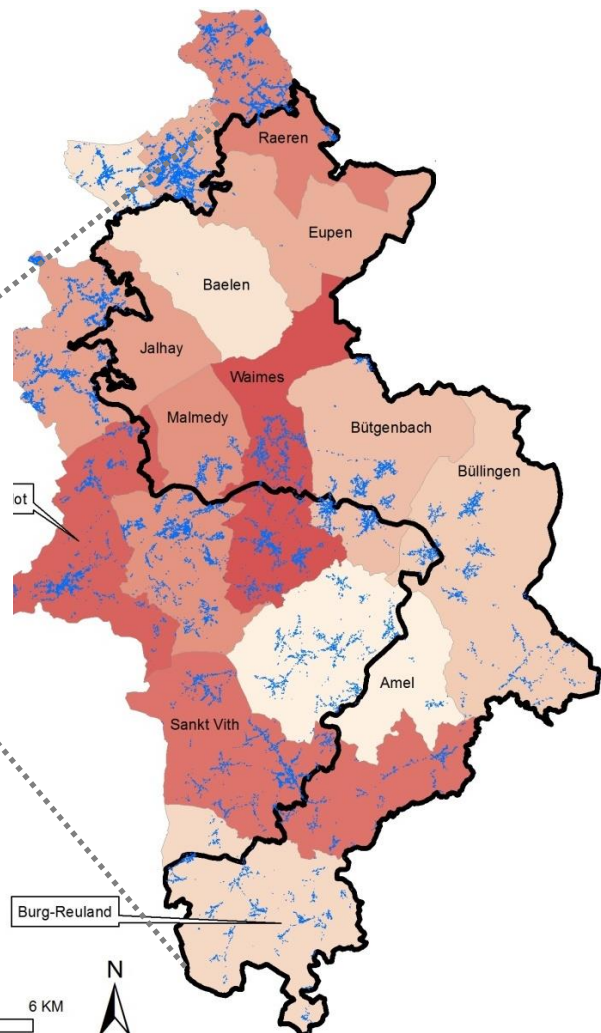 Raeren
Eupen
Baelen
Jalhay
Waimes
Malmedy
Bütgenbach
Büllingen
lot
Amel
Sankt Vith
Burg-Reuland
N
6 KM